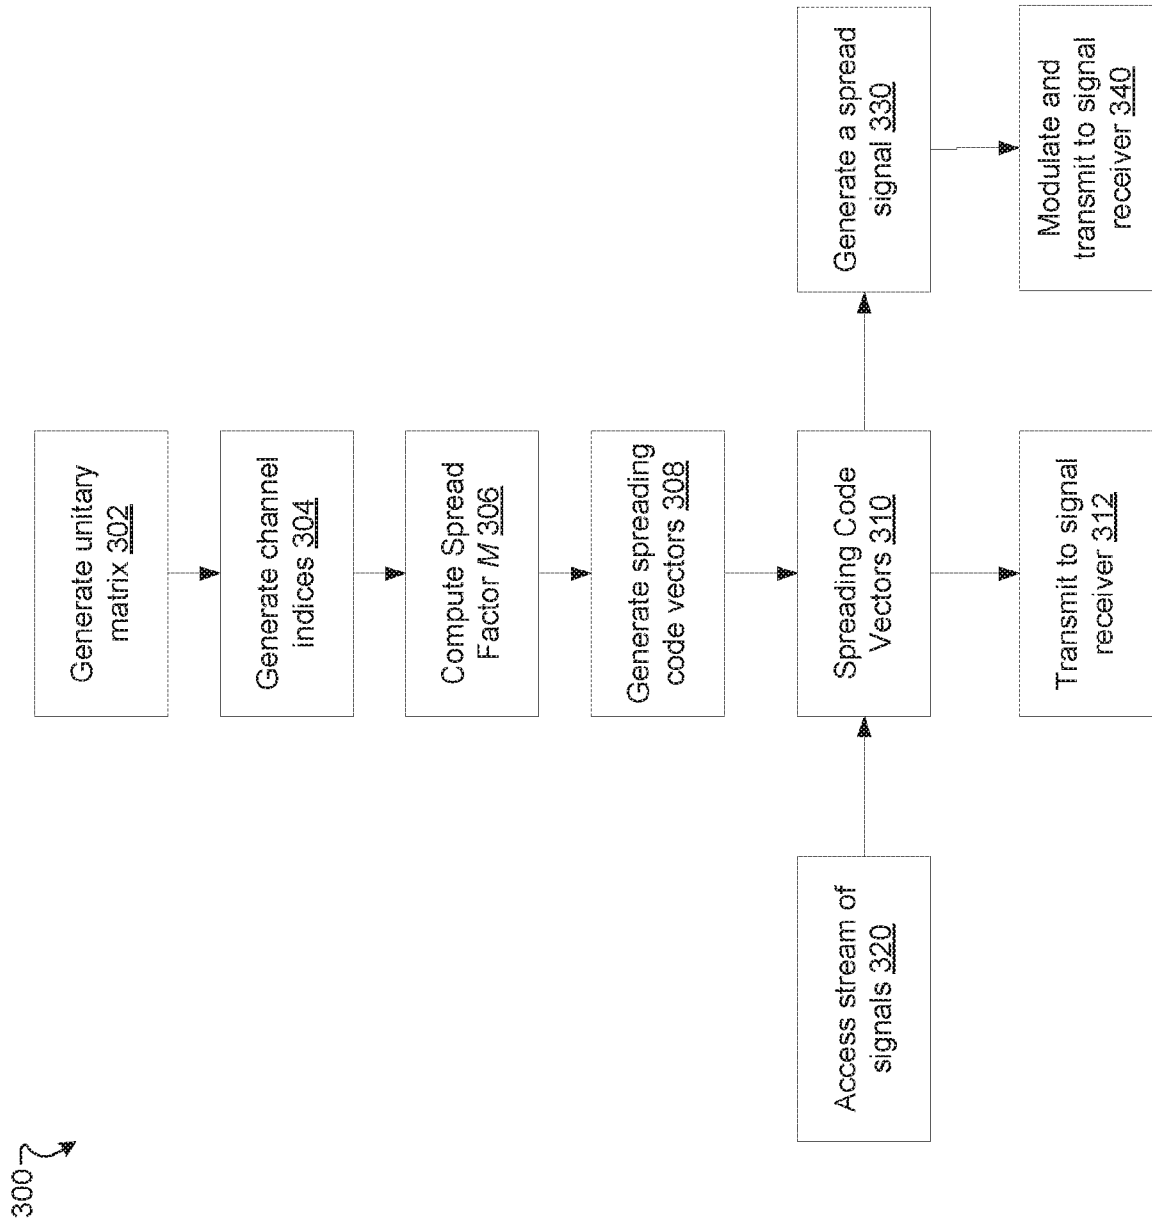 300
Generate unitary
matrix 302
Generate channel
indices 304
Compute Spread
Factor M 306
Generate spreading
code vectors 308
Access stream of
signals 320
Spreading Code
Vectors 310
Generate a spread
signal 330
Transmit to signal
receiver 312
Modulate and
transmit to signal
receiver 340